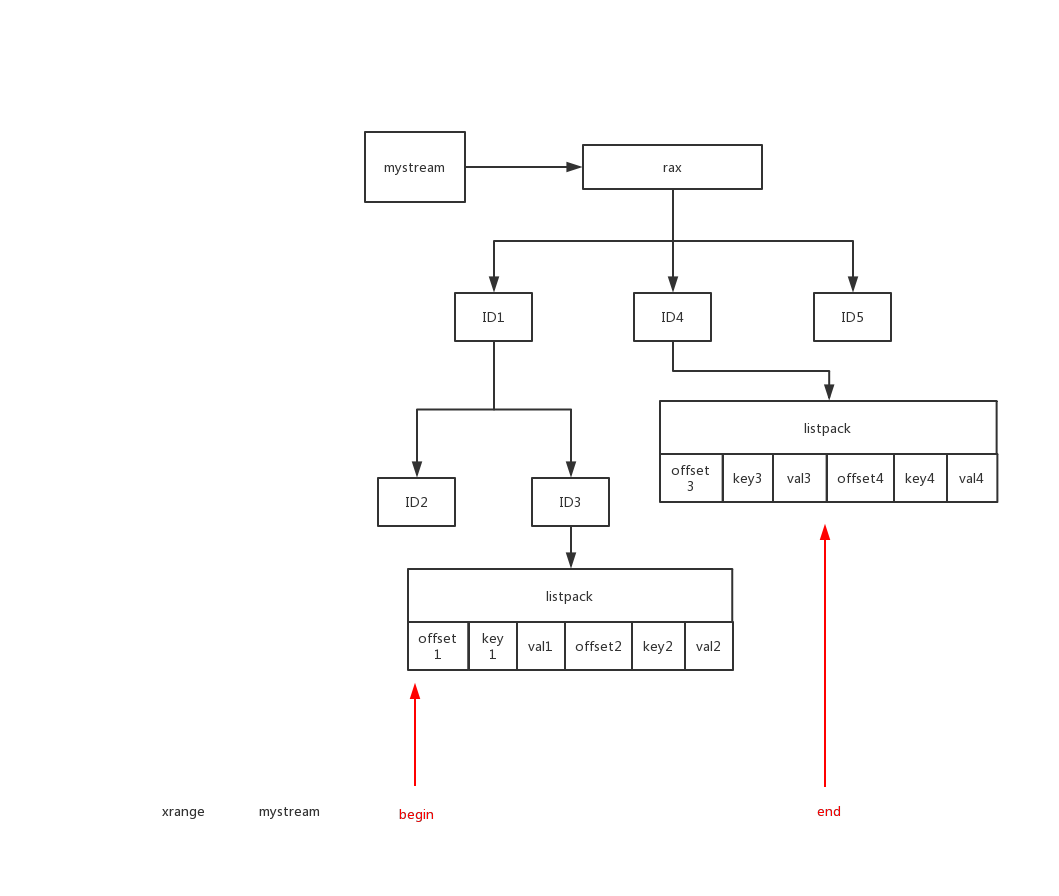 mystream
rax
ID1
ID4
ID5
listpack
offset
3
key3
val3
offset4
key4
val4
ID2
ID3
listpack
offset
1
key
1
val1
offset2
key2
val2
xrange
mystream
begin
end